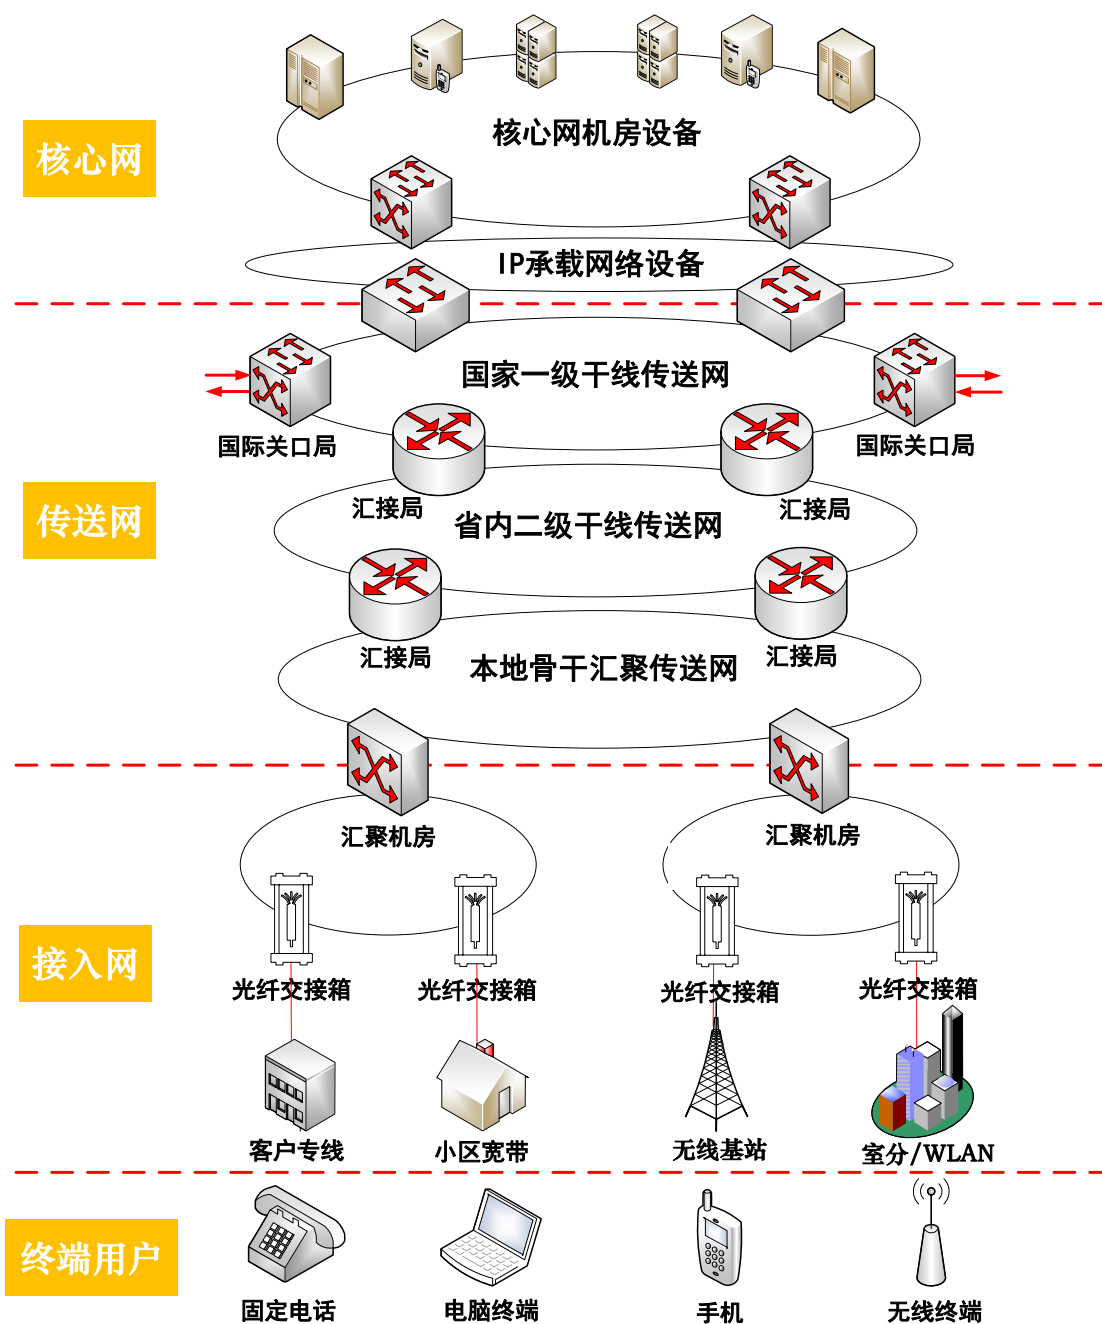 核心网机房设备
核心网
IP承载网络设备
国家一级干线传送网
国际关口局
国际关口局
汇接局
汇接局
传送网
省内二级干线传送网
汇接局
汇接局
本地骨干汇聚传送网
汇聚机房
汇聚机房
接入网
光纤交接箱
光纤交接箱
光纤交接箱
光纤交接箱
客户专线
小区宽带
无线基站
室分/WLAN
终端用户
固定电话
电脑终端
手机
无线终端